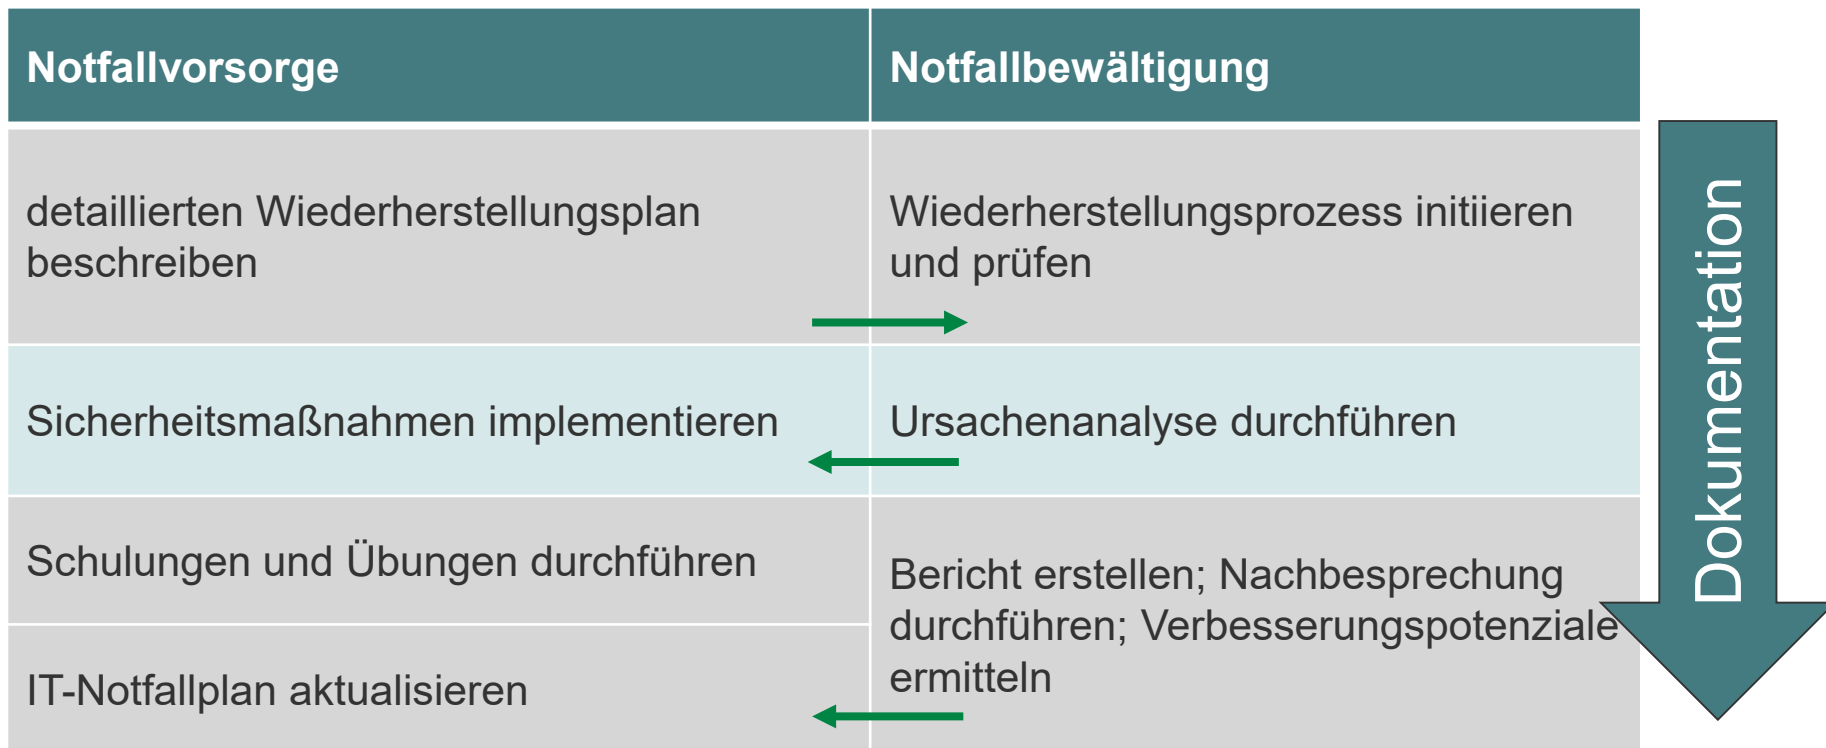 Notfallvorsorge
Notfallbewältigung
detaillierten Wiederherstellungsplan
beschreiben
Wiederherstellungsprozess initiieren
und prüfen
Sicherheitsmaßnahmen implementieren
Ursachenanalyse durchführen
Schulungen und Übungen durchführen
Bericht erstellen; Nachbesprechung
durchführen; Verbesserungspotenziale
ermitteln
IT-Notfallplan aktualisieren
Dokumentation